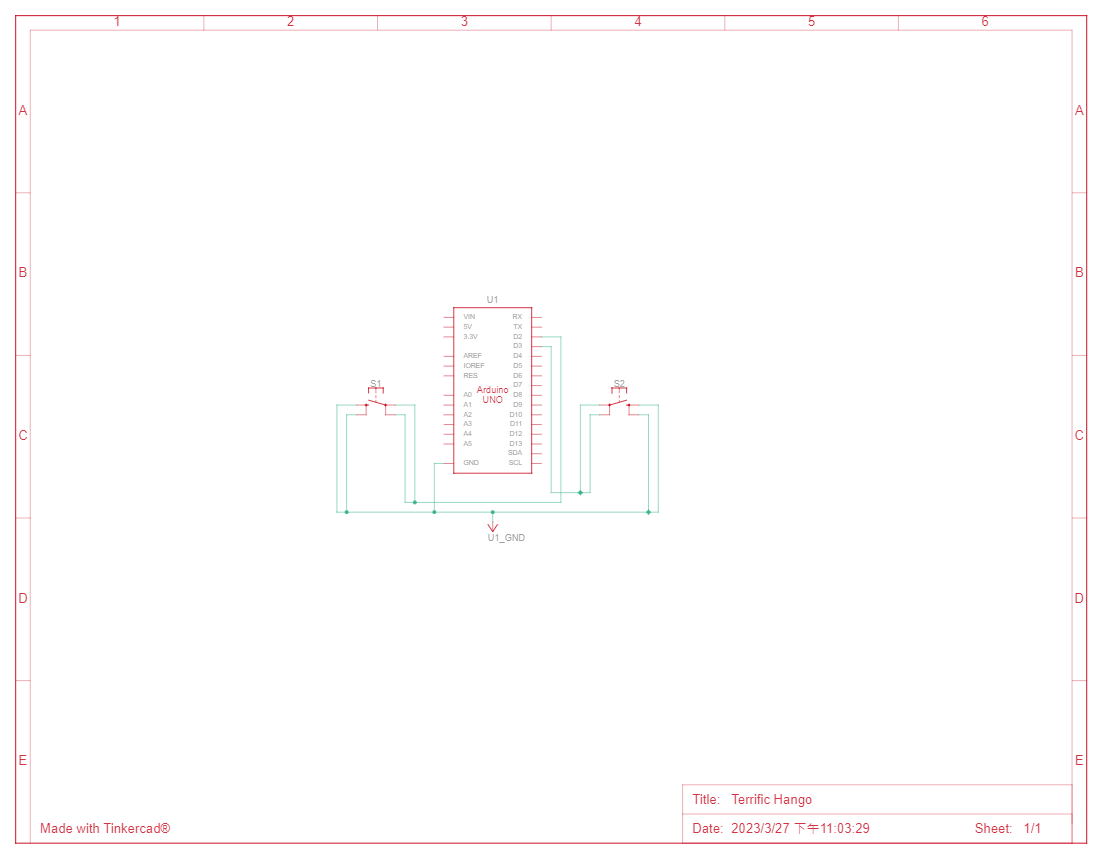 1 2 3 4 5 6
A A
B B
U1
VIN RX
5V TX
3.3V D2
D3
AREF D4
IOREF D5
RES D6
S1 D7 S2
Arduino
A0 D8
UNO
A1 D9
A2 D10
A3 D11
A4 D12
A5 D13
SDA
GND SCL
C C
U1_GND
D D
E E
Title: Terrific Hango
Made with Tinkercad® Date: 2023/3/27 下午11:03:29 Sheet: 1/1